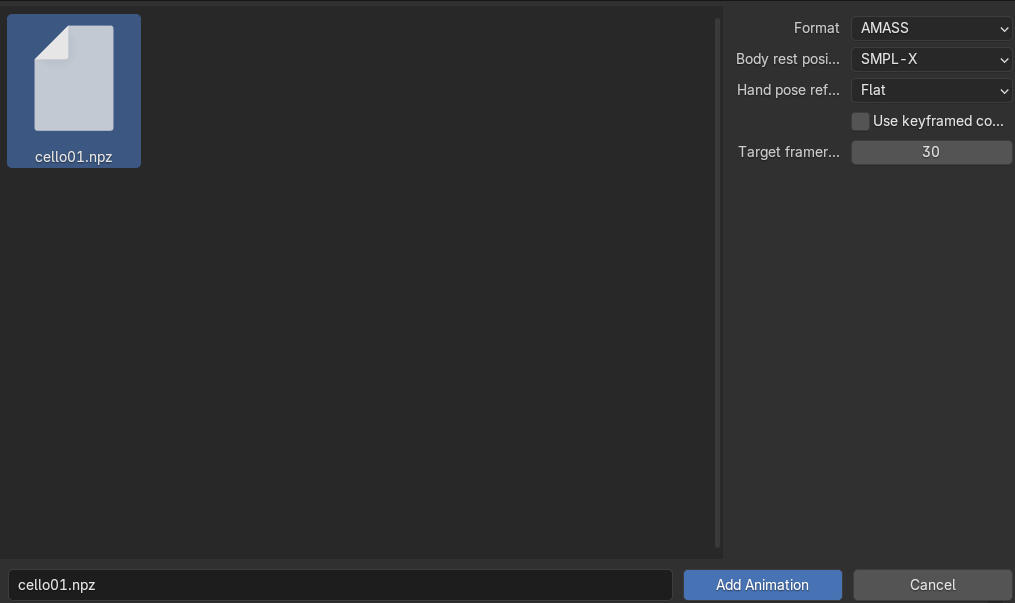 cello01.npz
Format AMASS
Body rest posi... SMPL-X
Hand pose ref... Flat
Use keyframed co...
Target framer... 30
cello01.npz
Add Animation
Cancel